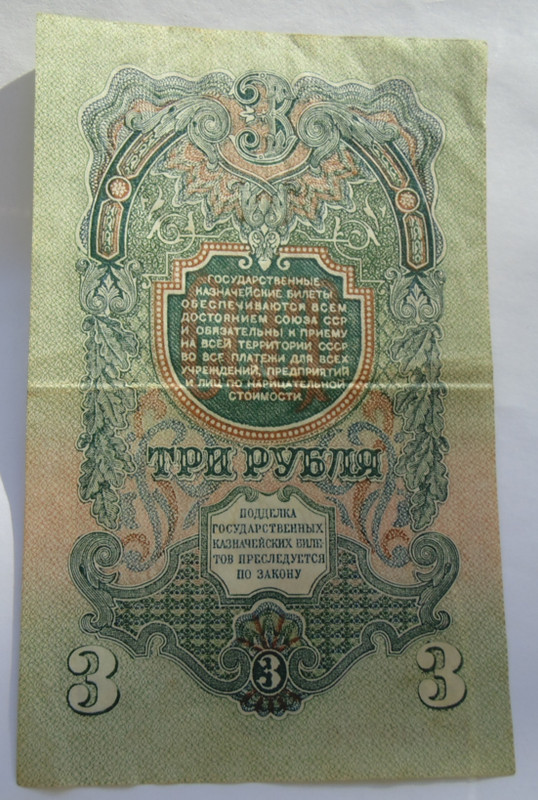 3
ГОСУДАРСТВЕННЫЕ
КАЗНАЧЕЙСКИЕ БИЛЕТЫ
ОБЕСПЕЧИВАЮТСЯ ВСЕМ
ДОСТОЯНИЕМ СОЮЗА ССР
И ОБЯЗАТЕЛЬНЫ К ПРИЕМУ
НА ВСЕЙ ТЕРРИТОРИИ СССР
ВО ВСЕ ПЛАТЕЖИ ДЛЯ ВСЕХ
УЧРЕЖДЕНИЙ, ПРЕДПРИЯТИЙ
И ЛИЦ ПО НАРИЦАТЕЛЬНОЙ
СТОИМОСТИ.
ТРИ РУБЛЯ
ПОДДЕЛКА
ГОСУДАРСТВЕННЫХ
КАЗНАЧЕЙСКИХ БИЛЕ-
ТОВ ПРЕСЛЕДУЕТСЯ
ПО ЗАКОНУ
3 3 3